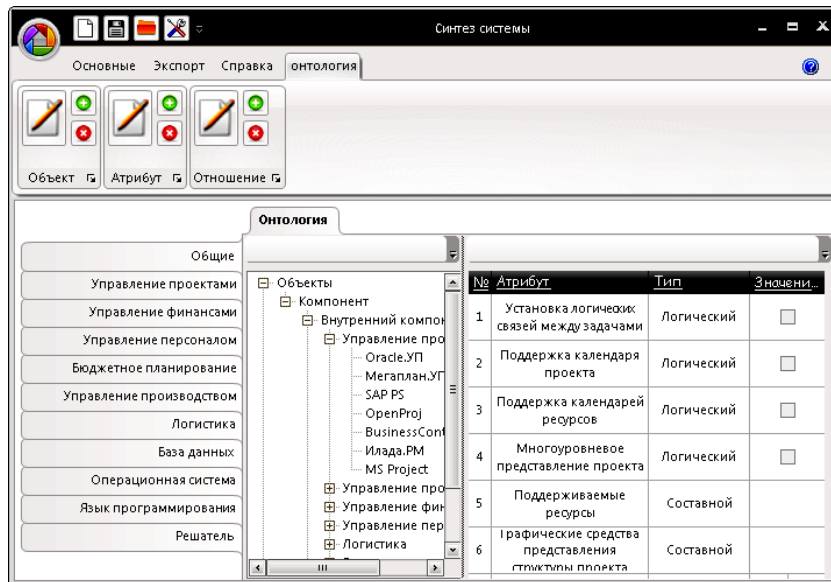 Синтез системы
Основные Экспорт Справка онтология
Объект Атрибут Отношение
Онтология
Общие
Управление проектами
Управление финансами
Управление персоналом
Бюджетное планирование
Управление производством
Логистика
База данных
Операционная система
Язык программирования
Решатель
Объекты
Компонент
Внутренний компон
Управление про
Oracle.УП
Мегаплан.УП
SAP PS
OpenProj
BusinessCont
Илада.PM
MS Project
Управление про
Управление фин
Управление пер
Логистика
№ Атрибут Тип Значени...
1 Установка логических связей между задачами Логический
2 Поддержка календаря проекта Логический
3 Поддержка календарей ресурсов Логический
4 Многоуровневое представление проекта Логический
5 Поддерживаемые ресурсы Составной
6 Графические средства представления структуры проекта Составной